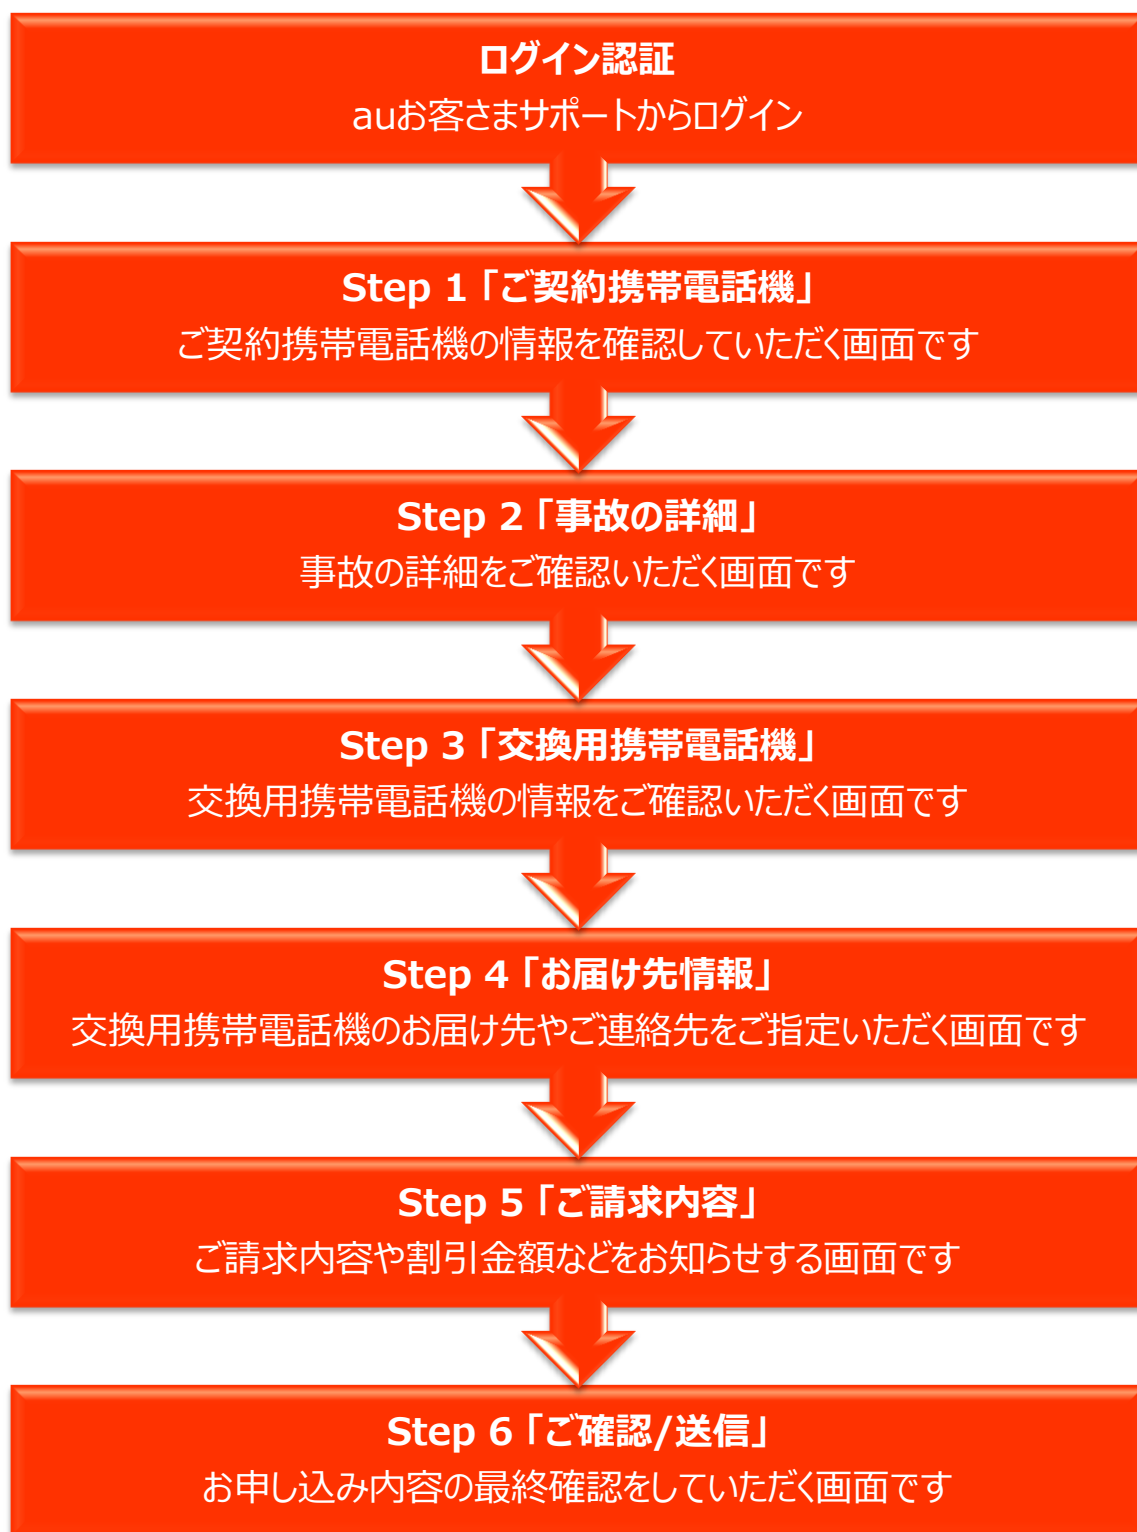 ログイン認証
auお客さまサポートからログイン
Step 1「ご契約携帯電話機」
ご契約携帯電話機の情報を確認していただく画面です
Step 2「事故の詳細」
事故の詳細をご確認いただく画面です
Step 3「交換用携帯電話機」
交換用携帯電話機の情報をご確認いただく画面です
Step 4「お届け先情報」
交換用携帯電話機のお届け先やご連絡先をご指定いただく画面です
Step 5「ご請求内容」
ご請求内容や割引金額などをお知らせする画面です
Step 6「ご確認/送信」
お申し込み内容の最終確認をしていただく画面です